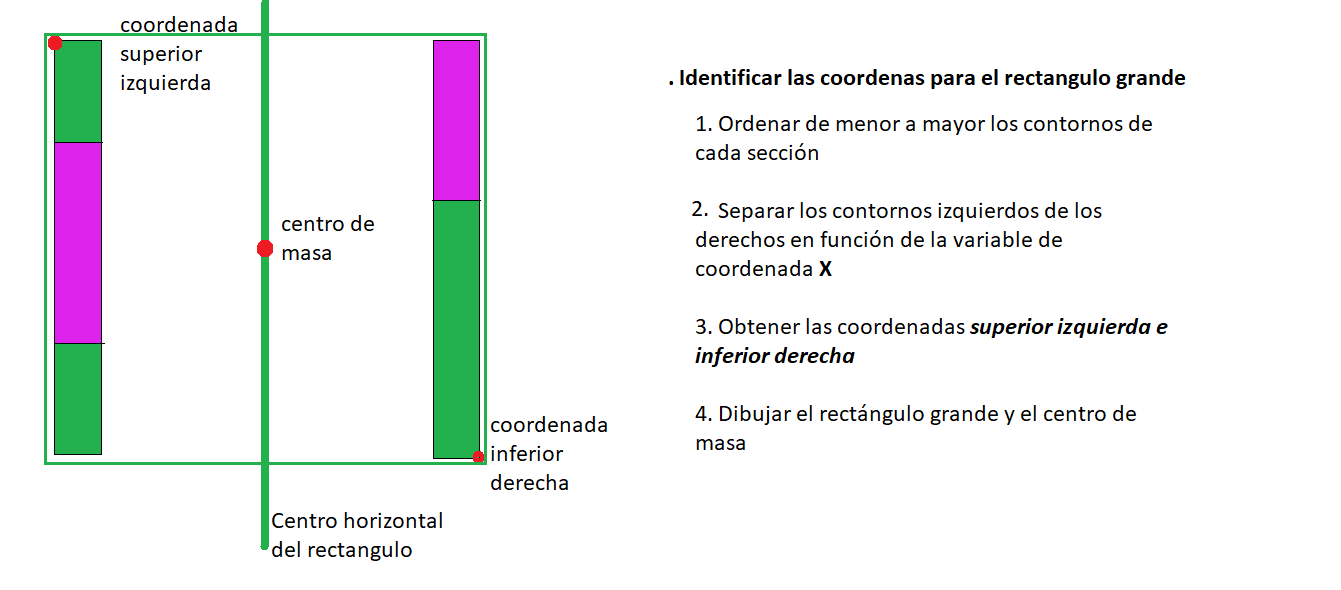 coordenada
superior
izquierda
centro de
masa
coordenada
inferior
derecha
Centro horizontal
del rectangulo
. Identificar las coordenas para el rectangulo grande
1. Ordenar de menor a mayor los contornos de
cada sección
2. Separar los contornos izquierdos de los
derechos en función de la variable de
coordenada X
3. Obtener las coordenadas superior izquierda e
inferior derecha
4. Dibujar el rectángulo grande y el centro de
masa